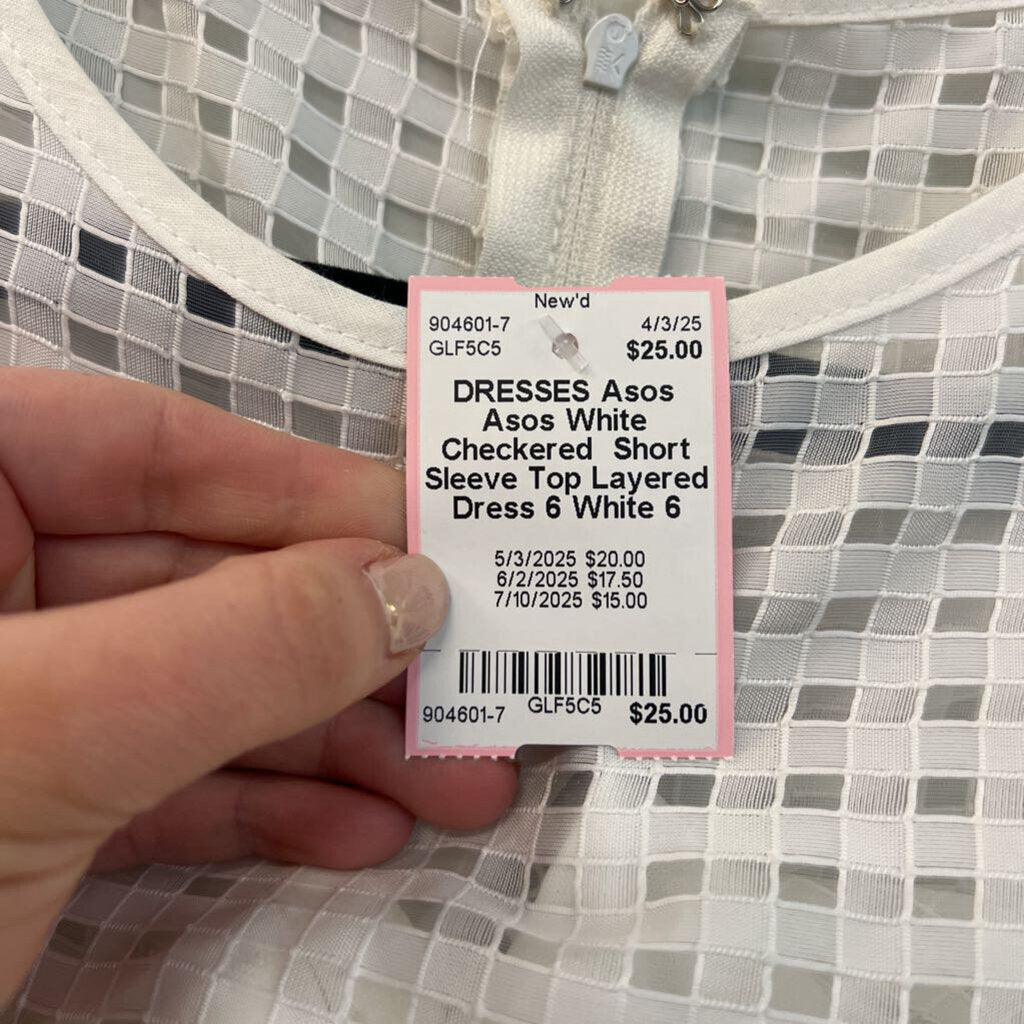 New'd
904601-7 4/3/25
GLF5C5 $25.00
DRESSES Asos
Asos White
Checkered Short
Sleeve Top Layered
Dress 6 White 6
5/3/2025 $20.00
6/2/2025 $17.50
7/10/2025 $15.00
904601-7 GLF5C5 $25.00